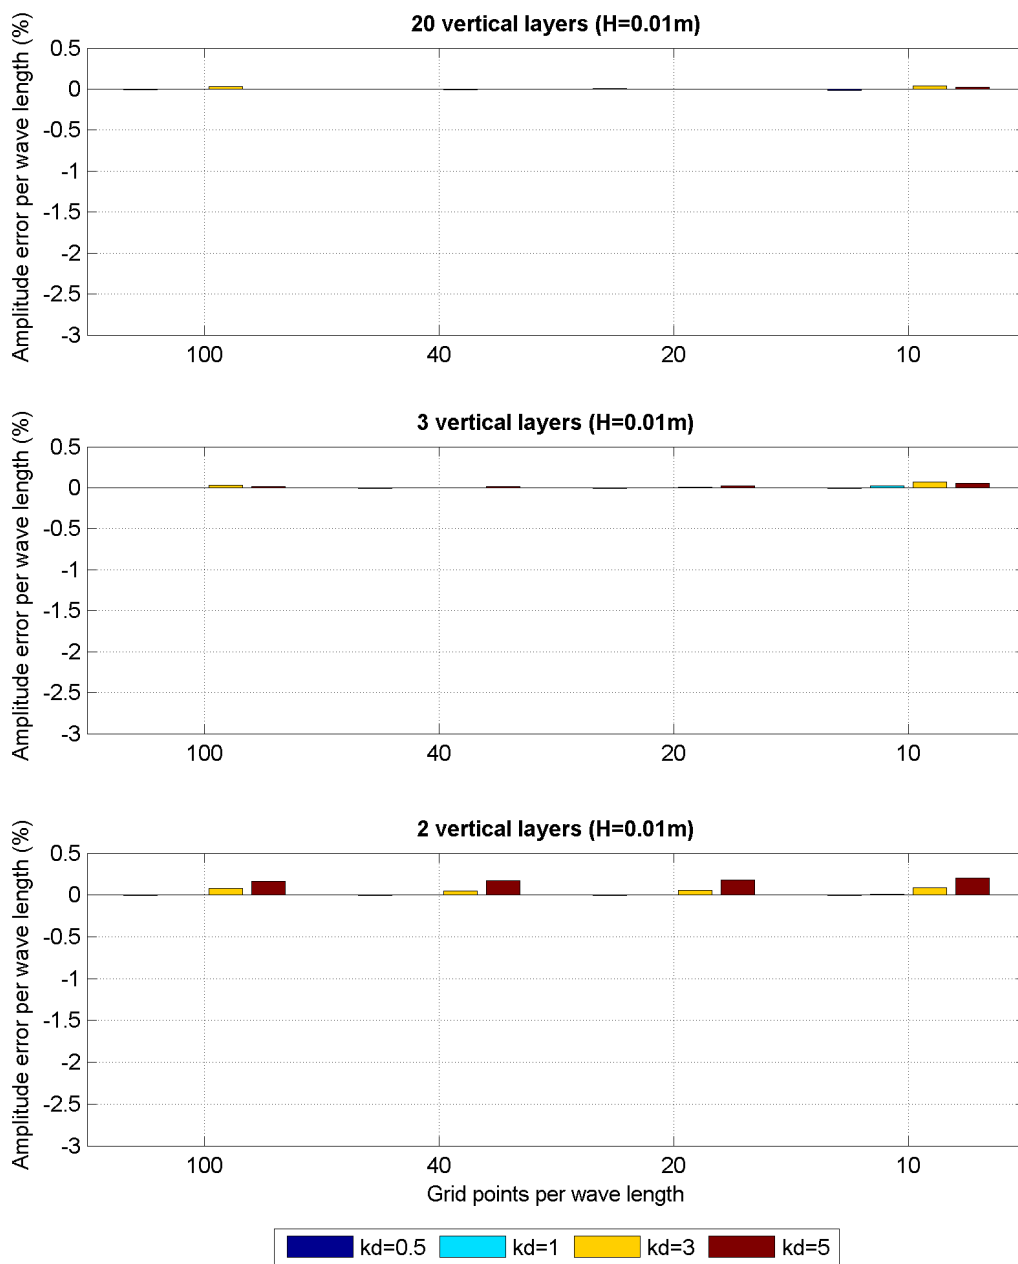 20 vertical layers (H=0.01m)
Amplitude error per wave length (%)
0.5
0
-0.5
-1
-1.5
-2
-2.5
-3
100 40 20 10
3 vertical layers (H=0.01m)
Amplitude error per wave length (%)
0.5
0
-0.5
-1
-1.5
-2
-2.5
-3
100 40 20 10
2 vertical layers (H=0.01m)
Amplitude error per wave length (%)
0.5
0
-0.5
-1
-1.5
-2
-2.5
-3
100 40 20 10
Grid points per wave length
kd=0.5 kd=1 kd=3 kd=5